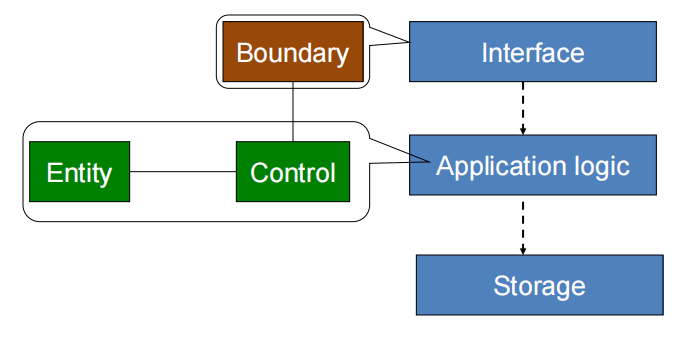 Boundary
Interface
Entity
Control
Application logic
Storage